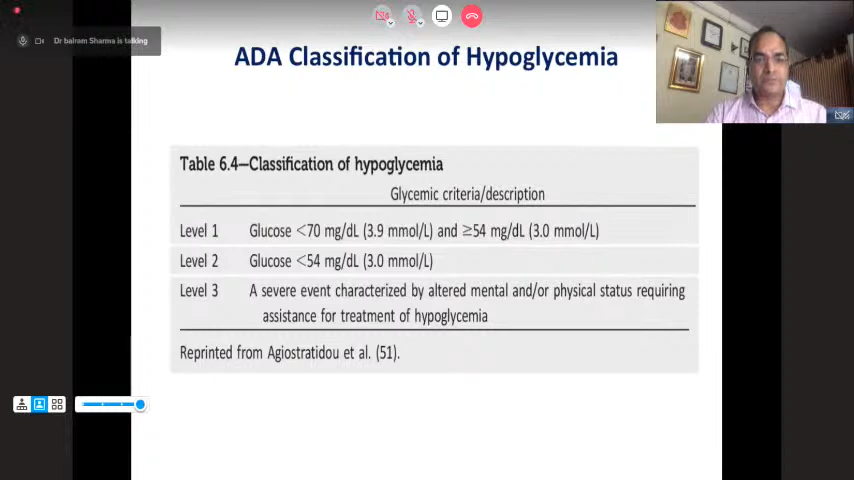 Dr balram Sharma is talking
ADA Classification of Hypoglycemia
Table 6.4—Classification of hypoglycemia
Glycemic criteria/description
Level 1 Glucose <70 mg/dL (3.9 mmol/L) and ≥54 mg/dL (3.0 mmol/L)
Level 2 Glucose <54 mg/dL (3.0 mmol/L)
Level 3 A severe event characterized by altered mental and/or physical status requiring
assistance for treatment of hypoglycemia
Reprinted from Agiostratidou et al. (51).